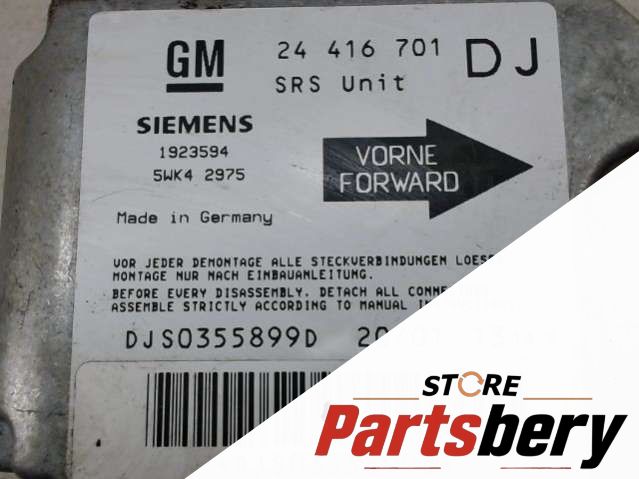 GM
24 416 701 DJ
SRS Unit
SIEMENS
1923594
5WK4 2975
VORNE
FORWARD
Made in Germany
VOR JEDER DEMONTAGE ALLE STECKVERBINDUNGEN
MONTAGE NUR NACH EINBAUANLEITUNG.
BEFORE EVERY DISASSEMBLY. DETACH ALL
ASSEMBLE STRICTLY ACCORDING TO MANUAL
DJS0355899D
STORE
Partsbery